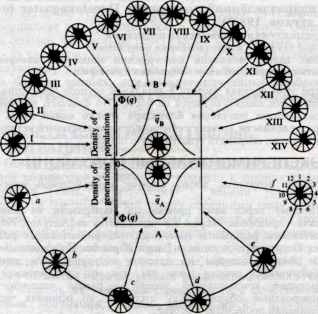 VI
VII
VIII
V
IX
IV
X
III
B
XI
II
Φ(q)
XII
q̄B
XIII
I
Density of
populations
XIV
0
1
a
Density of
generations
q̄A
f
12 1 2
11
3
10
4
9
5
8 7 6
Φ(q)
A
b
e
c
d